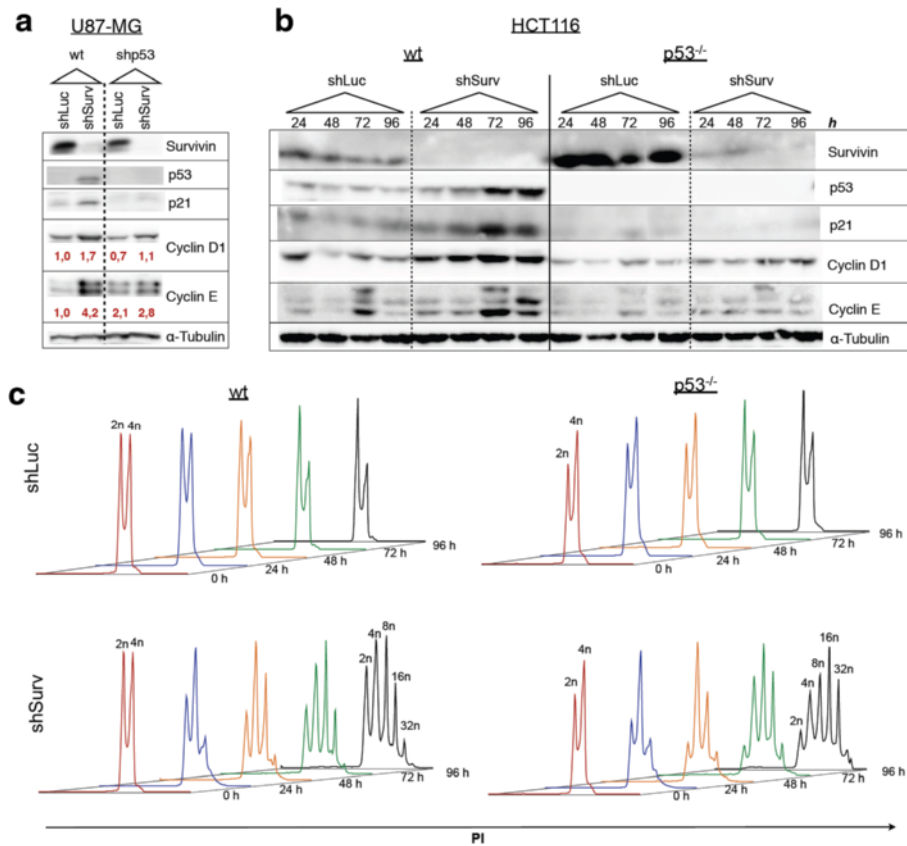 a
U87-MG
wt shp53
shLuc shSurv shLuc shSurv
Survivin
p53
p21
Cyclin D1
1,0 1,7 0,7 1,1
Cyclin E
1,0 4,2 2,1 2,8
α-Tubulin
b
HCT116
wt p53-/-
shLuc shSurv shLuc shSurv
24 48 72 96 24 48 72 96 24 48 72 96 24 48 72 96 h
Survivin
p53
p21
Cyclin D1
Cyclin E
α-Tubulin
c
wt p53-/-
shLuc
2n 4n
0 h 24 h 48 h 72 h 96 h
2n 4n
0 h 24 h 48 h 72 h 96 h
shSurv
2n 4n
2n 4n 8n 16n 32n
0 h 24 h 48 h 72 h 96 h
2n 4n
2n 4n 8n 16n 32n
0 h 24 h 48 h 72 h 96 h
PI